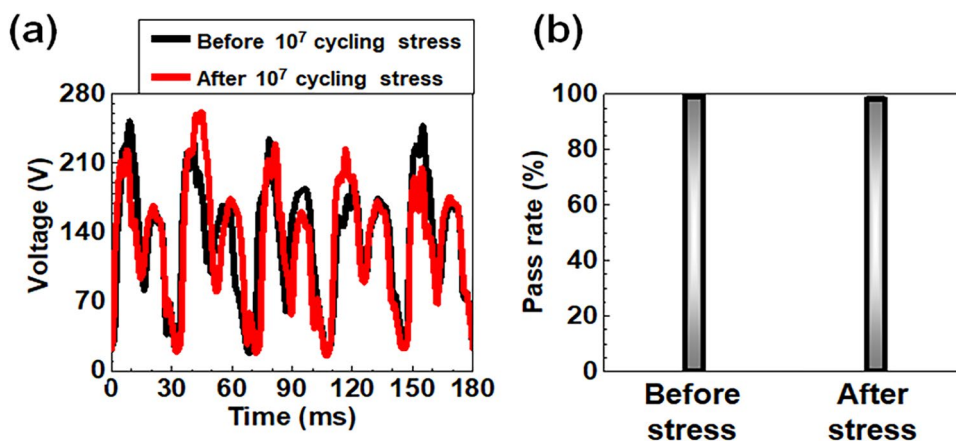 (a)
Before 10⁷ cycling stress
After 10⁷ cycling stress
280
210
140
70
0
Voltage (V)
0 30 60 90 120 150 180
Time (ms)
(b)
100
80
60
40
20
0
Pass rate (%)
Before stress
After stress